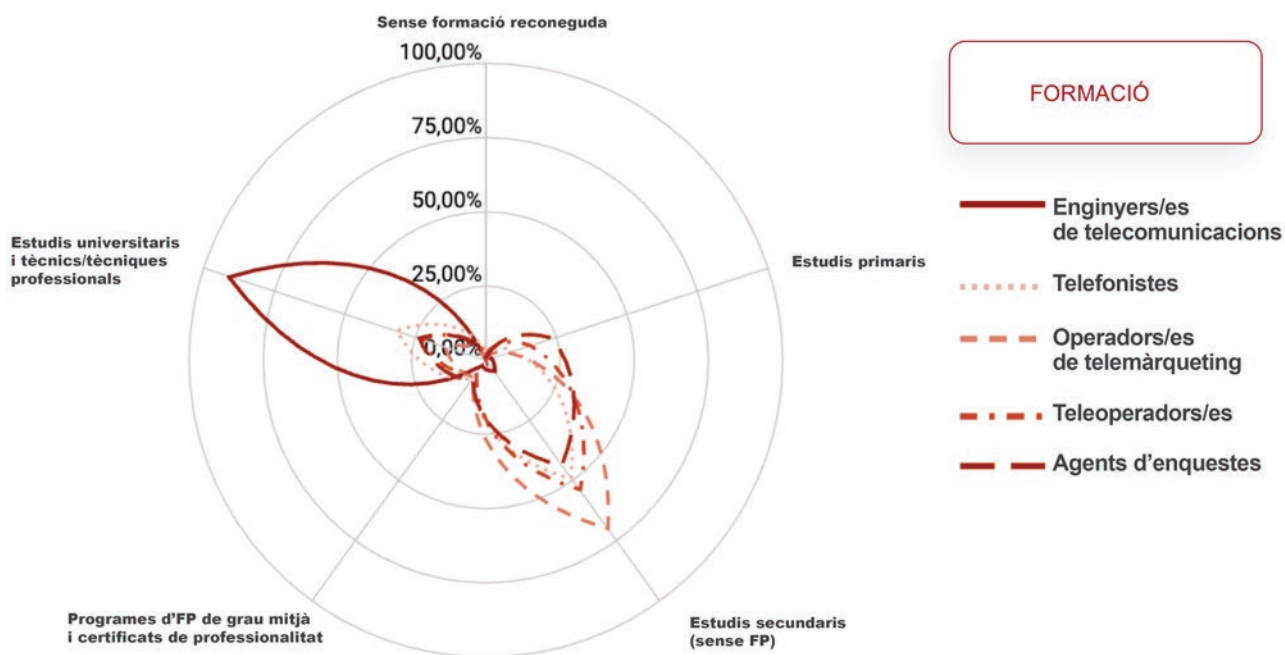 Sense formació reconeguda
100,00%
75,00%
50,00%
25,00%
0,00%
Estudis universitaris
i tècnics/tècniques
professionals
Estudis primaris
Programes d'FP de grau mitjà
i certificats de professionalitat
Estudis secundaris
(sense FP)
FORMACIÓ
Enginyers/es
de telecomunicacions
Telefonistes
Operadors/es
de telemàrqueting
Teleoperadors/es
Agents d'enquestes